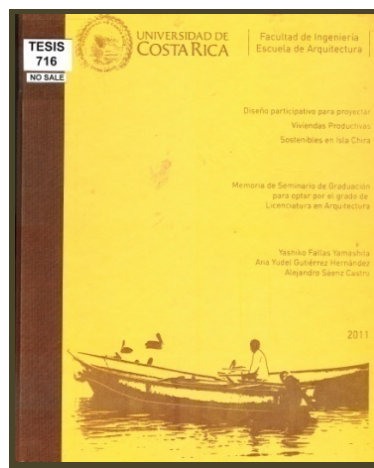 TESIS
716
NO SALE
UNIVERSIDAD DE
COSTA RICA
Facultad de Ingeniería
Escuela de Arquitectura
Diseño participativo para proyectar
Viviendas Productivas
Sostenibles en Isla Chira
Memoria de Seminario de Graduación
para optar por el grado de
Licenciatura en Arquitectura
Yashiko Fallas Yamashita
Ana Yudel Gutiérrez Hernández
Alejandro Sáenz Castro
2011